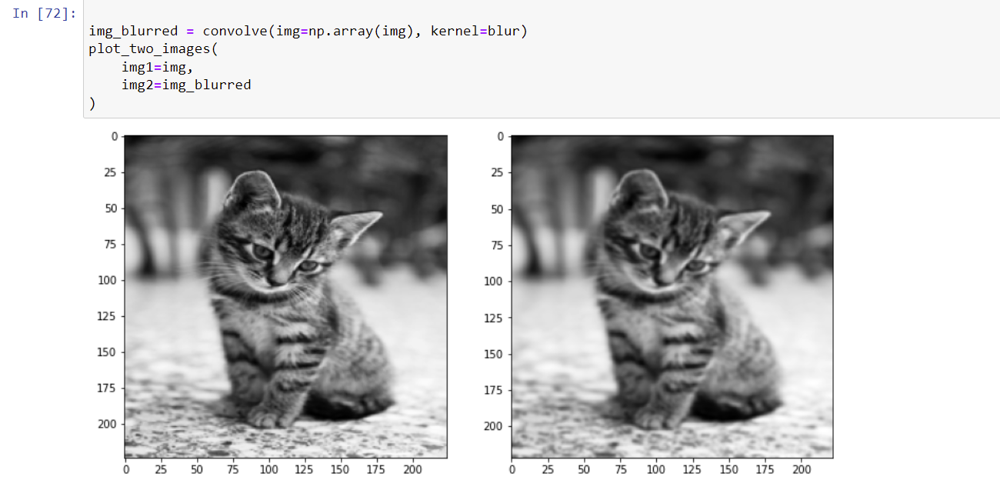 In [72]:
img_blurred = convolve(img=np.array(img), kernel=blur)
plot_two_images(
    img1=img,
    img2=img_blurred
)
0
25
50
75
100
125
150
175
200
0 25 50 75 100 125 150 175 200
0
25
50
75
100
125
150
175
200
0 25 50 75 100 125 150 175 200